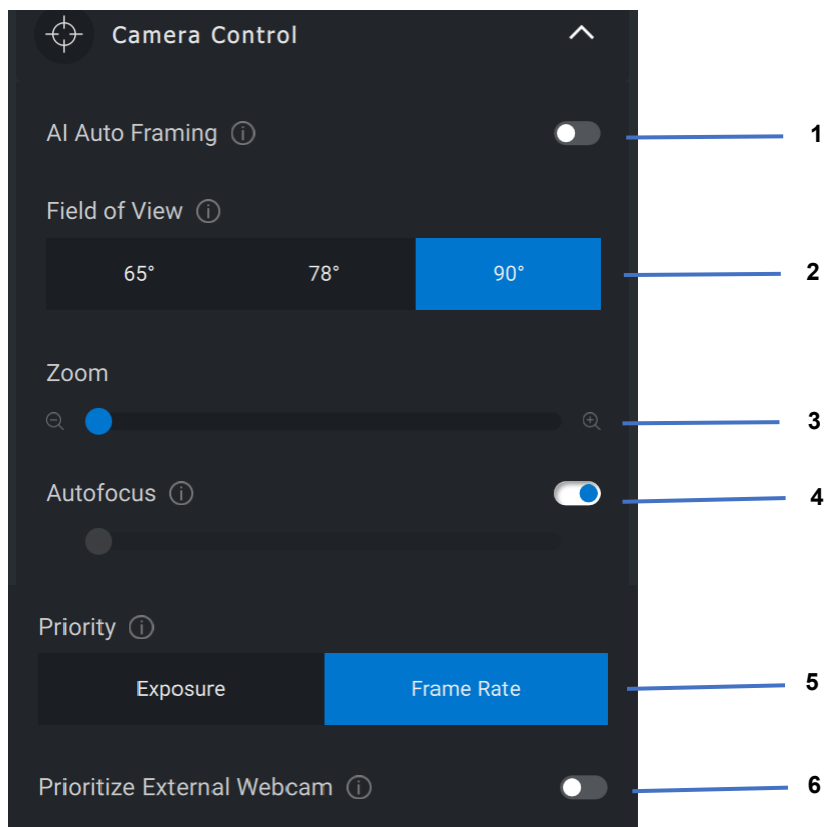 Camera Control
AI Auto Framing 1
Field of View
65° 78° 90° 2
Zoom
3
Autofocus 4
Priority
Exposure Frame Rate 5
Prioritize External Webcam 6